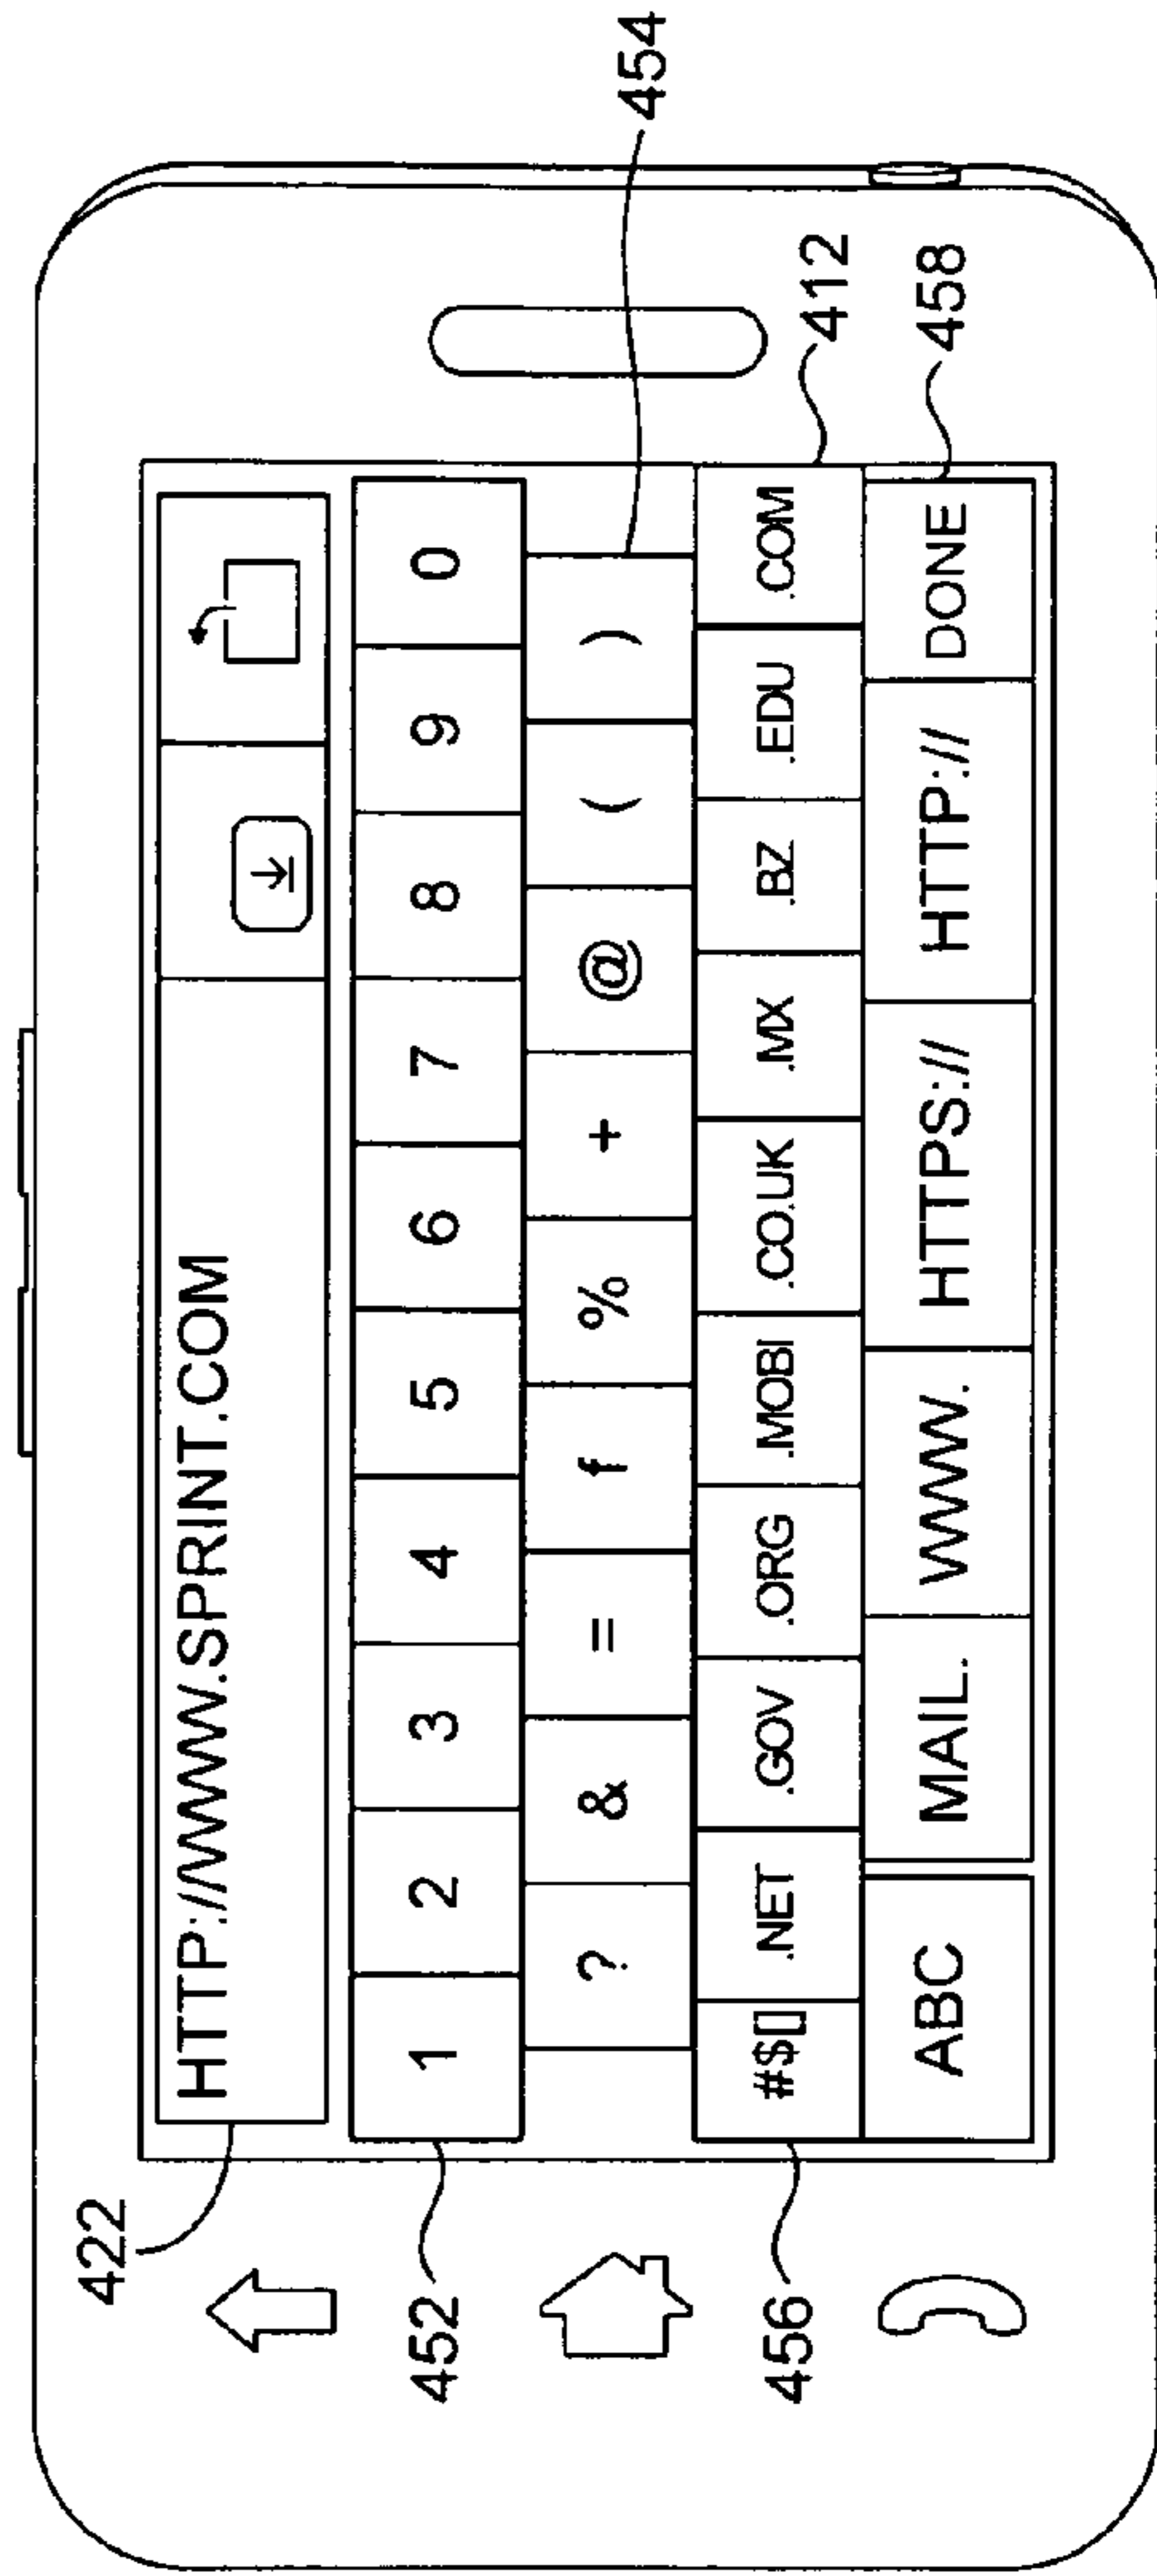 454
412
458
HTTP://WWW.SPRINT.COM
1 2 3 4 5 6 7 8 9 0
? & = f % + @ ( )
#$[] .NET .GOV .ORG .MOBI .CO.UK .MX .BZ .EDU .COM
ABC MAIL. WWW. HTTPS:// HTTP:// DONE
422
452
456